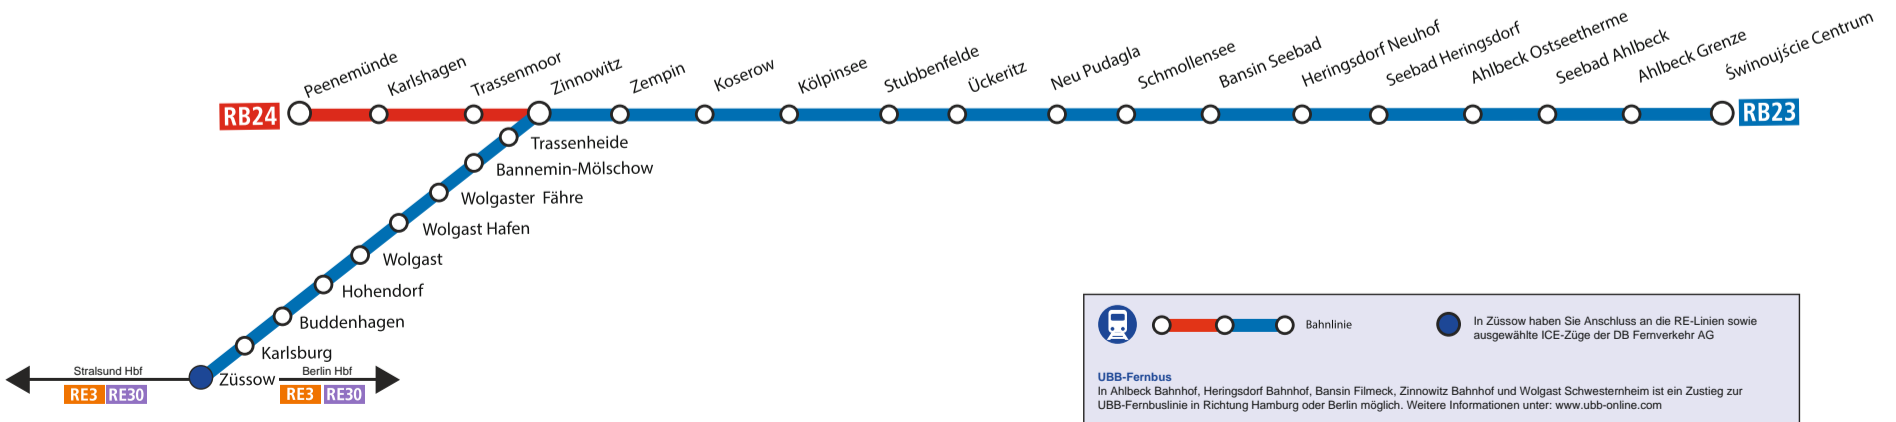 RB24
Peenemünde
Karlshagen
Trassenmoor
Zinnowitz
Zempin
Koserow
Kölpinsee
Stubbenfelde
Ückeritz
Neu Pudagla
Schmollensee
Bansin Seebad
Heringsdorf Neuhof
Seebad Heringsdorf
Ahlbeck Ostseetherme
Seebad Ahlbeck
Ahlbeck Grenze
Świnoujście Centrum
RB23
Trassenheide
Bannemin-Mölschow
Wolgaster Fähre
Wolgast Hafen
Wolgast
Hohendorf
Buddenhagen
Karlsburg
Züssow
Stralsund Hbf
RE3 RE30
Berlin Hbf
RE3 RE30
Bahnlinie
In Züssow haben Sie Anschluss an die RE-Linien sowie
ausgewählte ICE-Züge der DB Fernverkehr AG
UBB-Fernbus
In Ahlbeck Bahnhof, Heringsdorf Bahnhof, Bansin Filmeck, Zinnowitz Bahnhof und Wolgast Schwesternheim ist ein Zustieg zur
UBB-Fernbuslinie in Richtung Hamburg oder Berlin möglich. Weitere Informationen unter: www.ubb-online.com